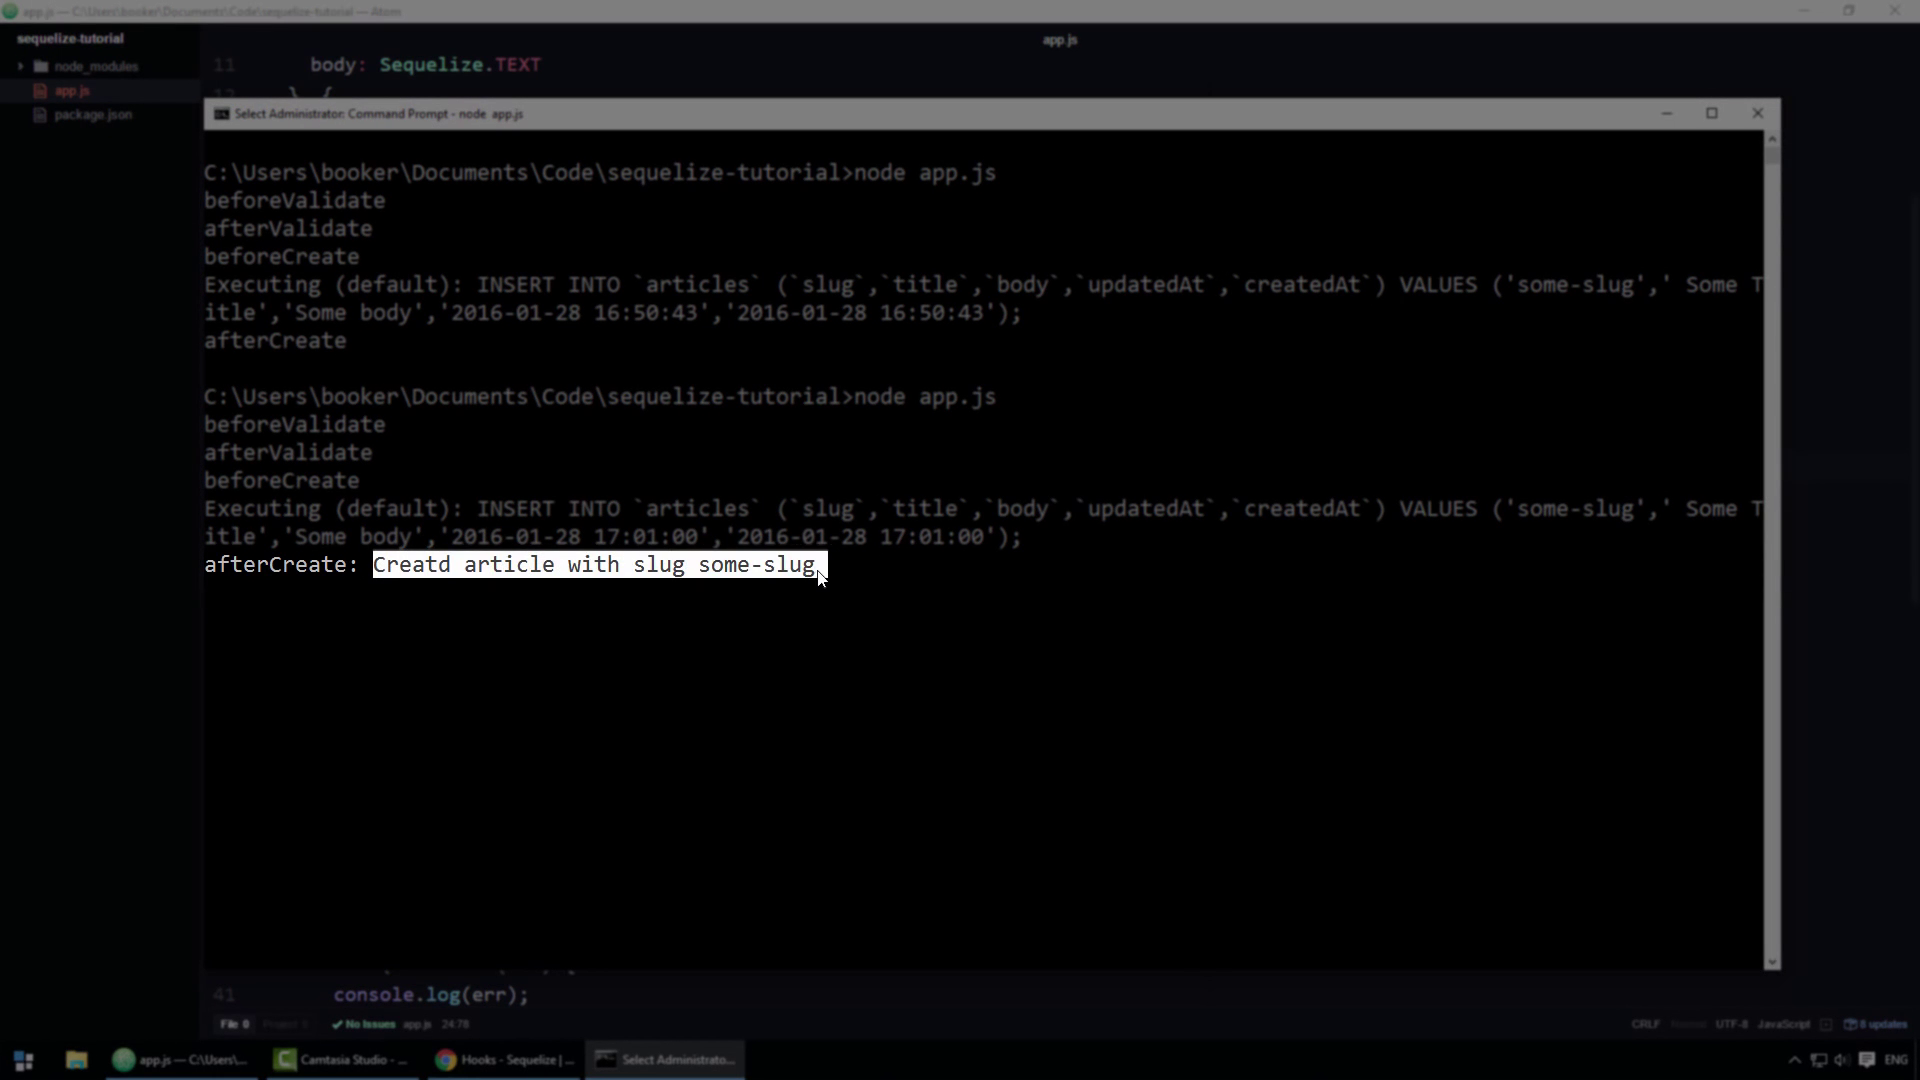 app.js — C:\Users\booker\Documents\Code\sequelize-tutorial — Atom
sequelize-tutorial
app.js
node_modules
app.js
package.json
11 body: Sequelize.TEXT
12 }, {
Select Administrator: Command Prompt - node app.js
C:\Users\booker\Documents\Code\sequelize-tutorial>node app.js
beforeValidate
afterValidate
beforeCreate
Executing (default): INSERT INTO `articles` (`slug`,`title`,`body`,`updatedAt`,`createdAt`) VALUES ('some-slug',' Some T
itle','Some body','2016-01-28 16:50:43','2016-01-28 16:50:43');
afterCreate
C:\Users\booker\Documents\Code\sequelize-tutorial>node app.js
beforeValidate
afterValidate
beforeCreate
Executing (default): INSERT INTO `articles` (`slug`,`title`,`body`,`updatedAt`,`createdAt`) VALUES ('some-slug',' Some T
itle','Some body','2016-01-28 17:01:00','2016-01-28 17:01:00');
afterCreate: Creatd article with slug some-slug
41 console.log(err);
File 0 Project 0 No Issues app.js 24:78 CRLF UTF-8 JavaScript 8 updates
app.js — C:\Users\... Camtasia Studio - ... Hooks - Sequelize | ... Select Administrato... ENG